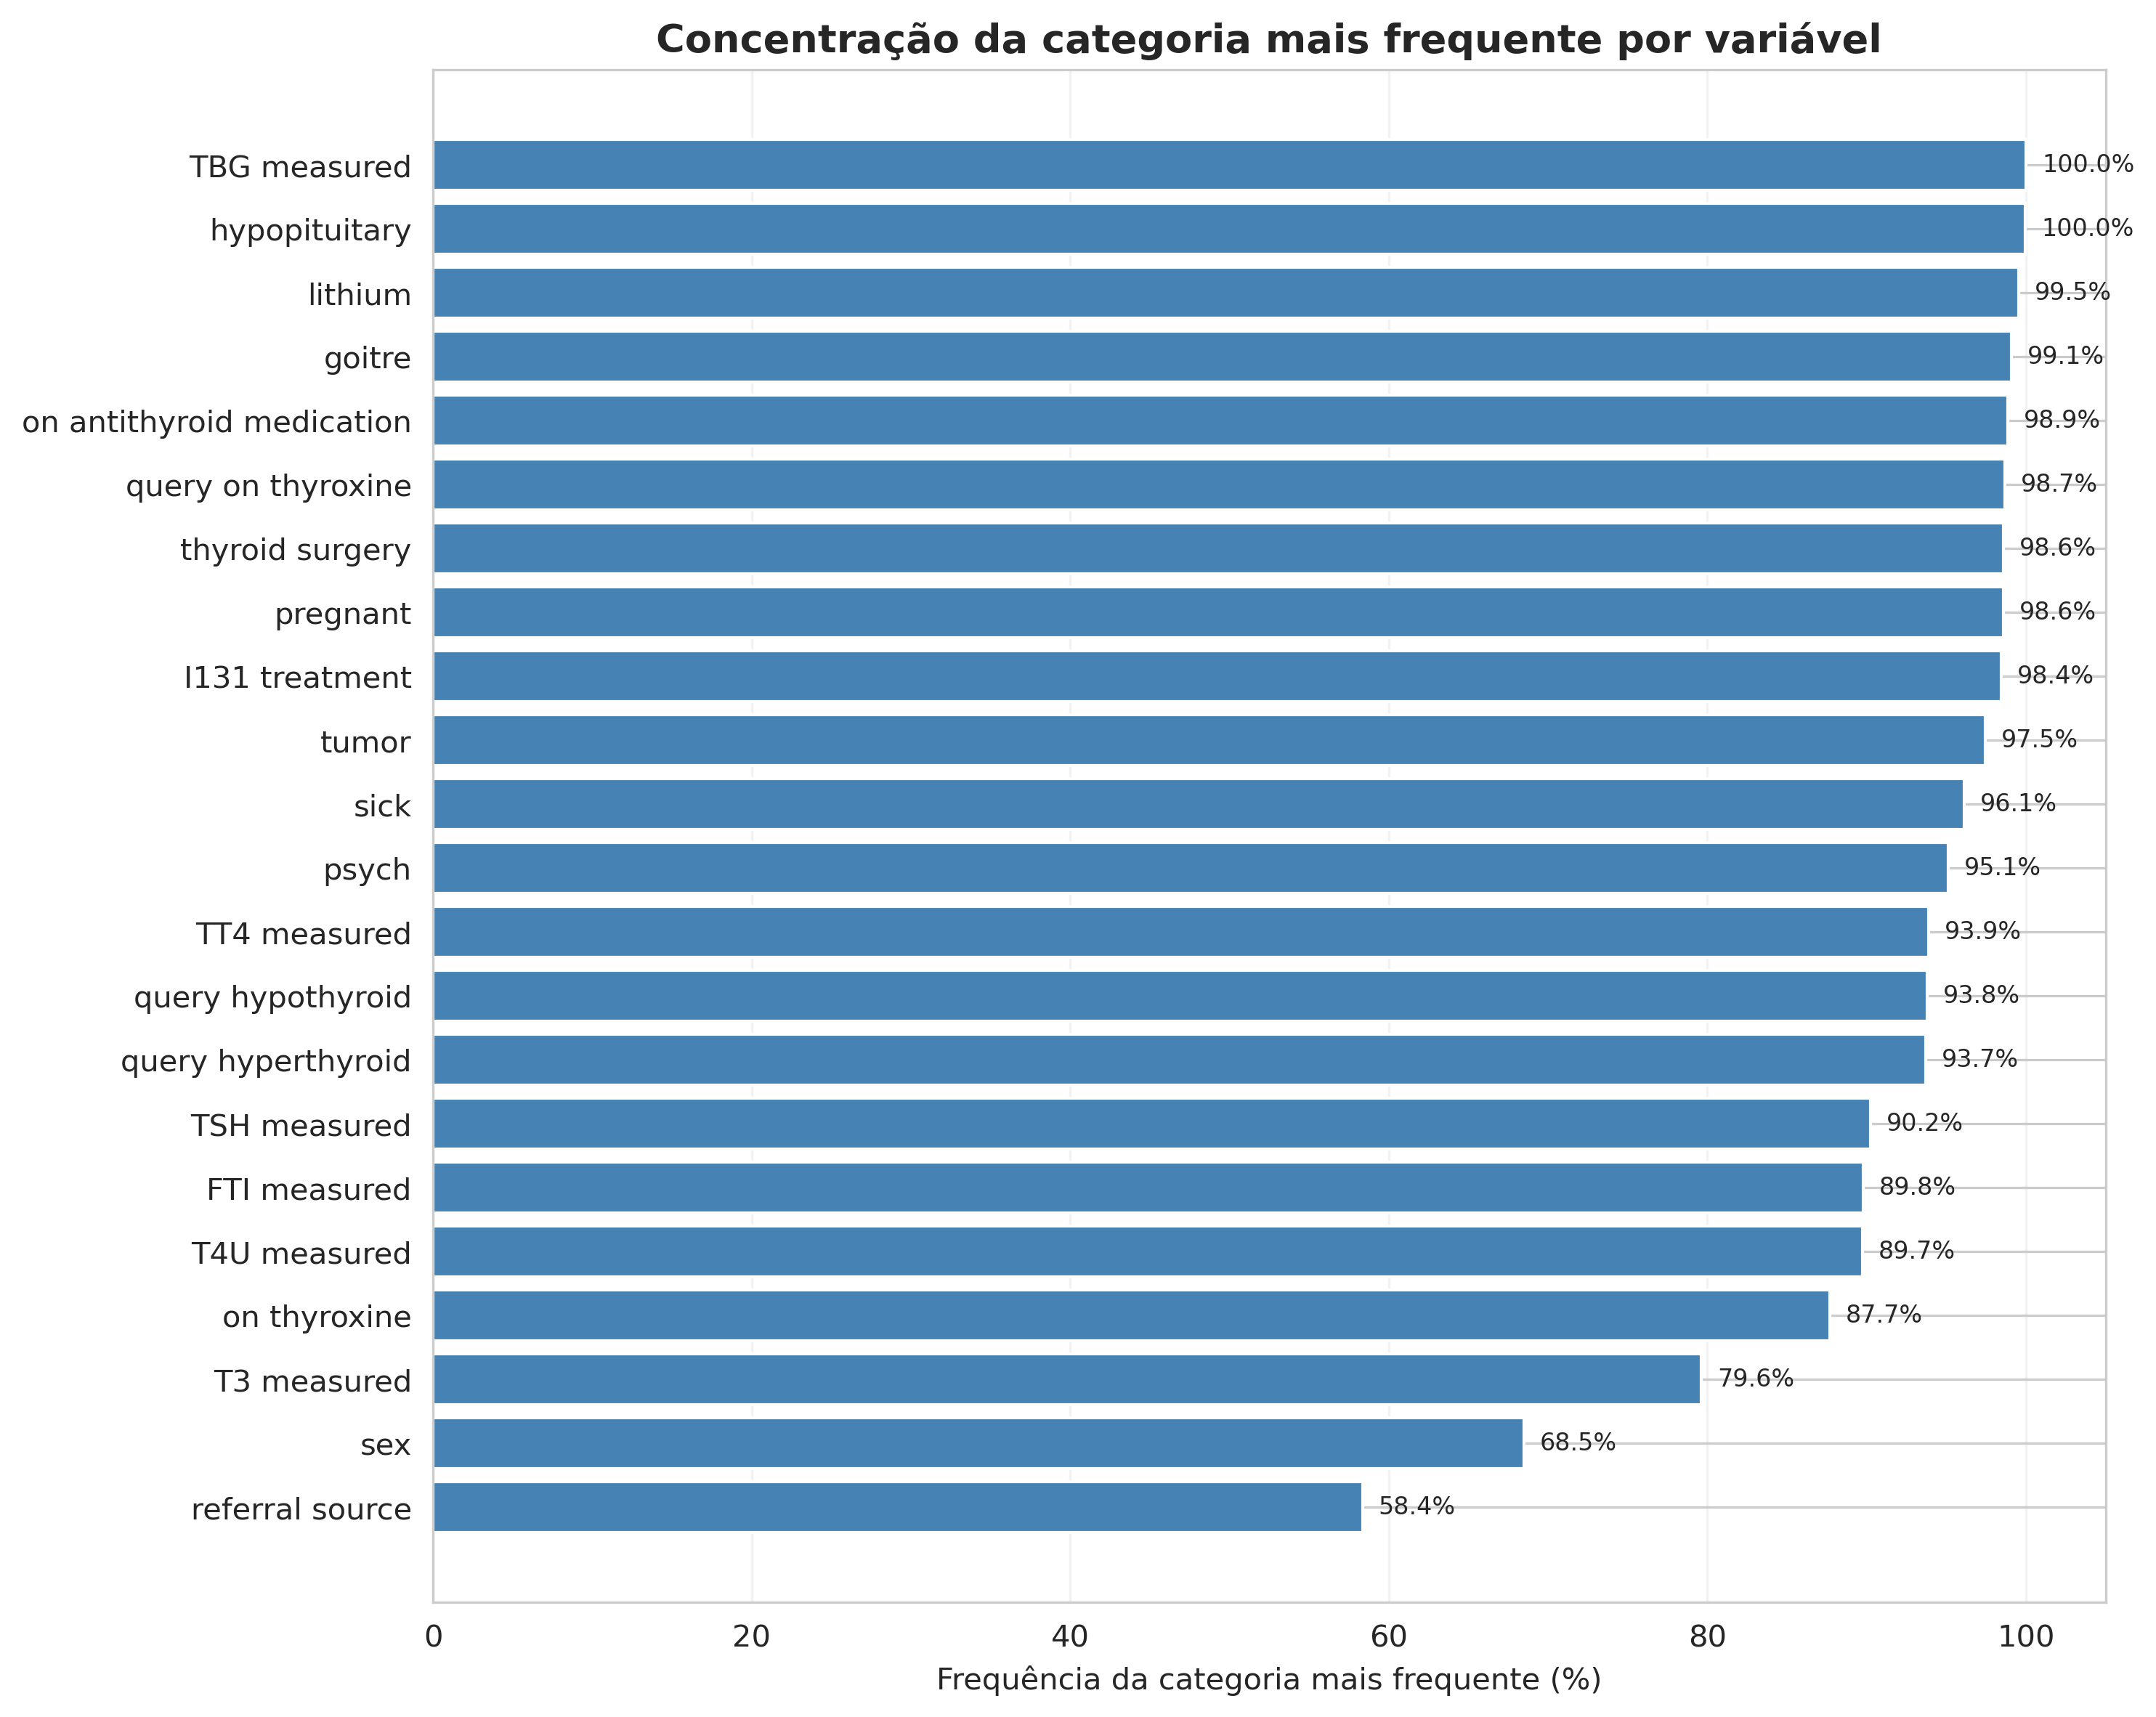 Concentração da categoria mais frequente por variável
TBG measured 100.0%
hypopituitary 100.0%
lithium 99.5%
goitre 99.1%
on antithyroid medication 98.9%
query on thyroxine 98.7%
thyroid surgery 98.6%
pregnant 98.6%
I131 treatment 98.4%
tumor 97.5%
sick 96.1%
psych 95.1%
TT4 measured 93.9%
query hypothyroid 93.8%
query hyperthyroid 93.7%
TSH measured 90.2%
FTI measured 89.8%
T4U measured 89.7%
on thyroxine 87.7%
T3 measured 79.6%
sex 68.5%
referral source 58.4%
0 20 40 60 80 100
Frequência da categoria mais frequente (%)